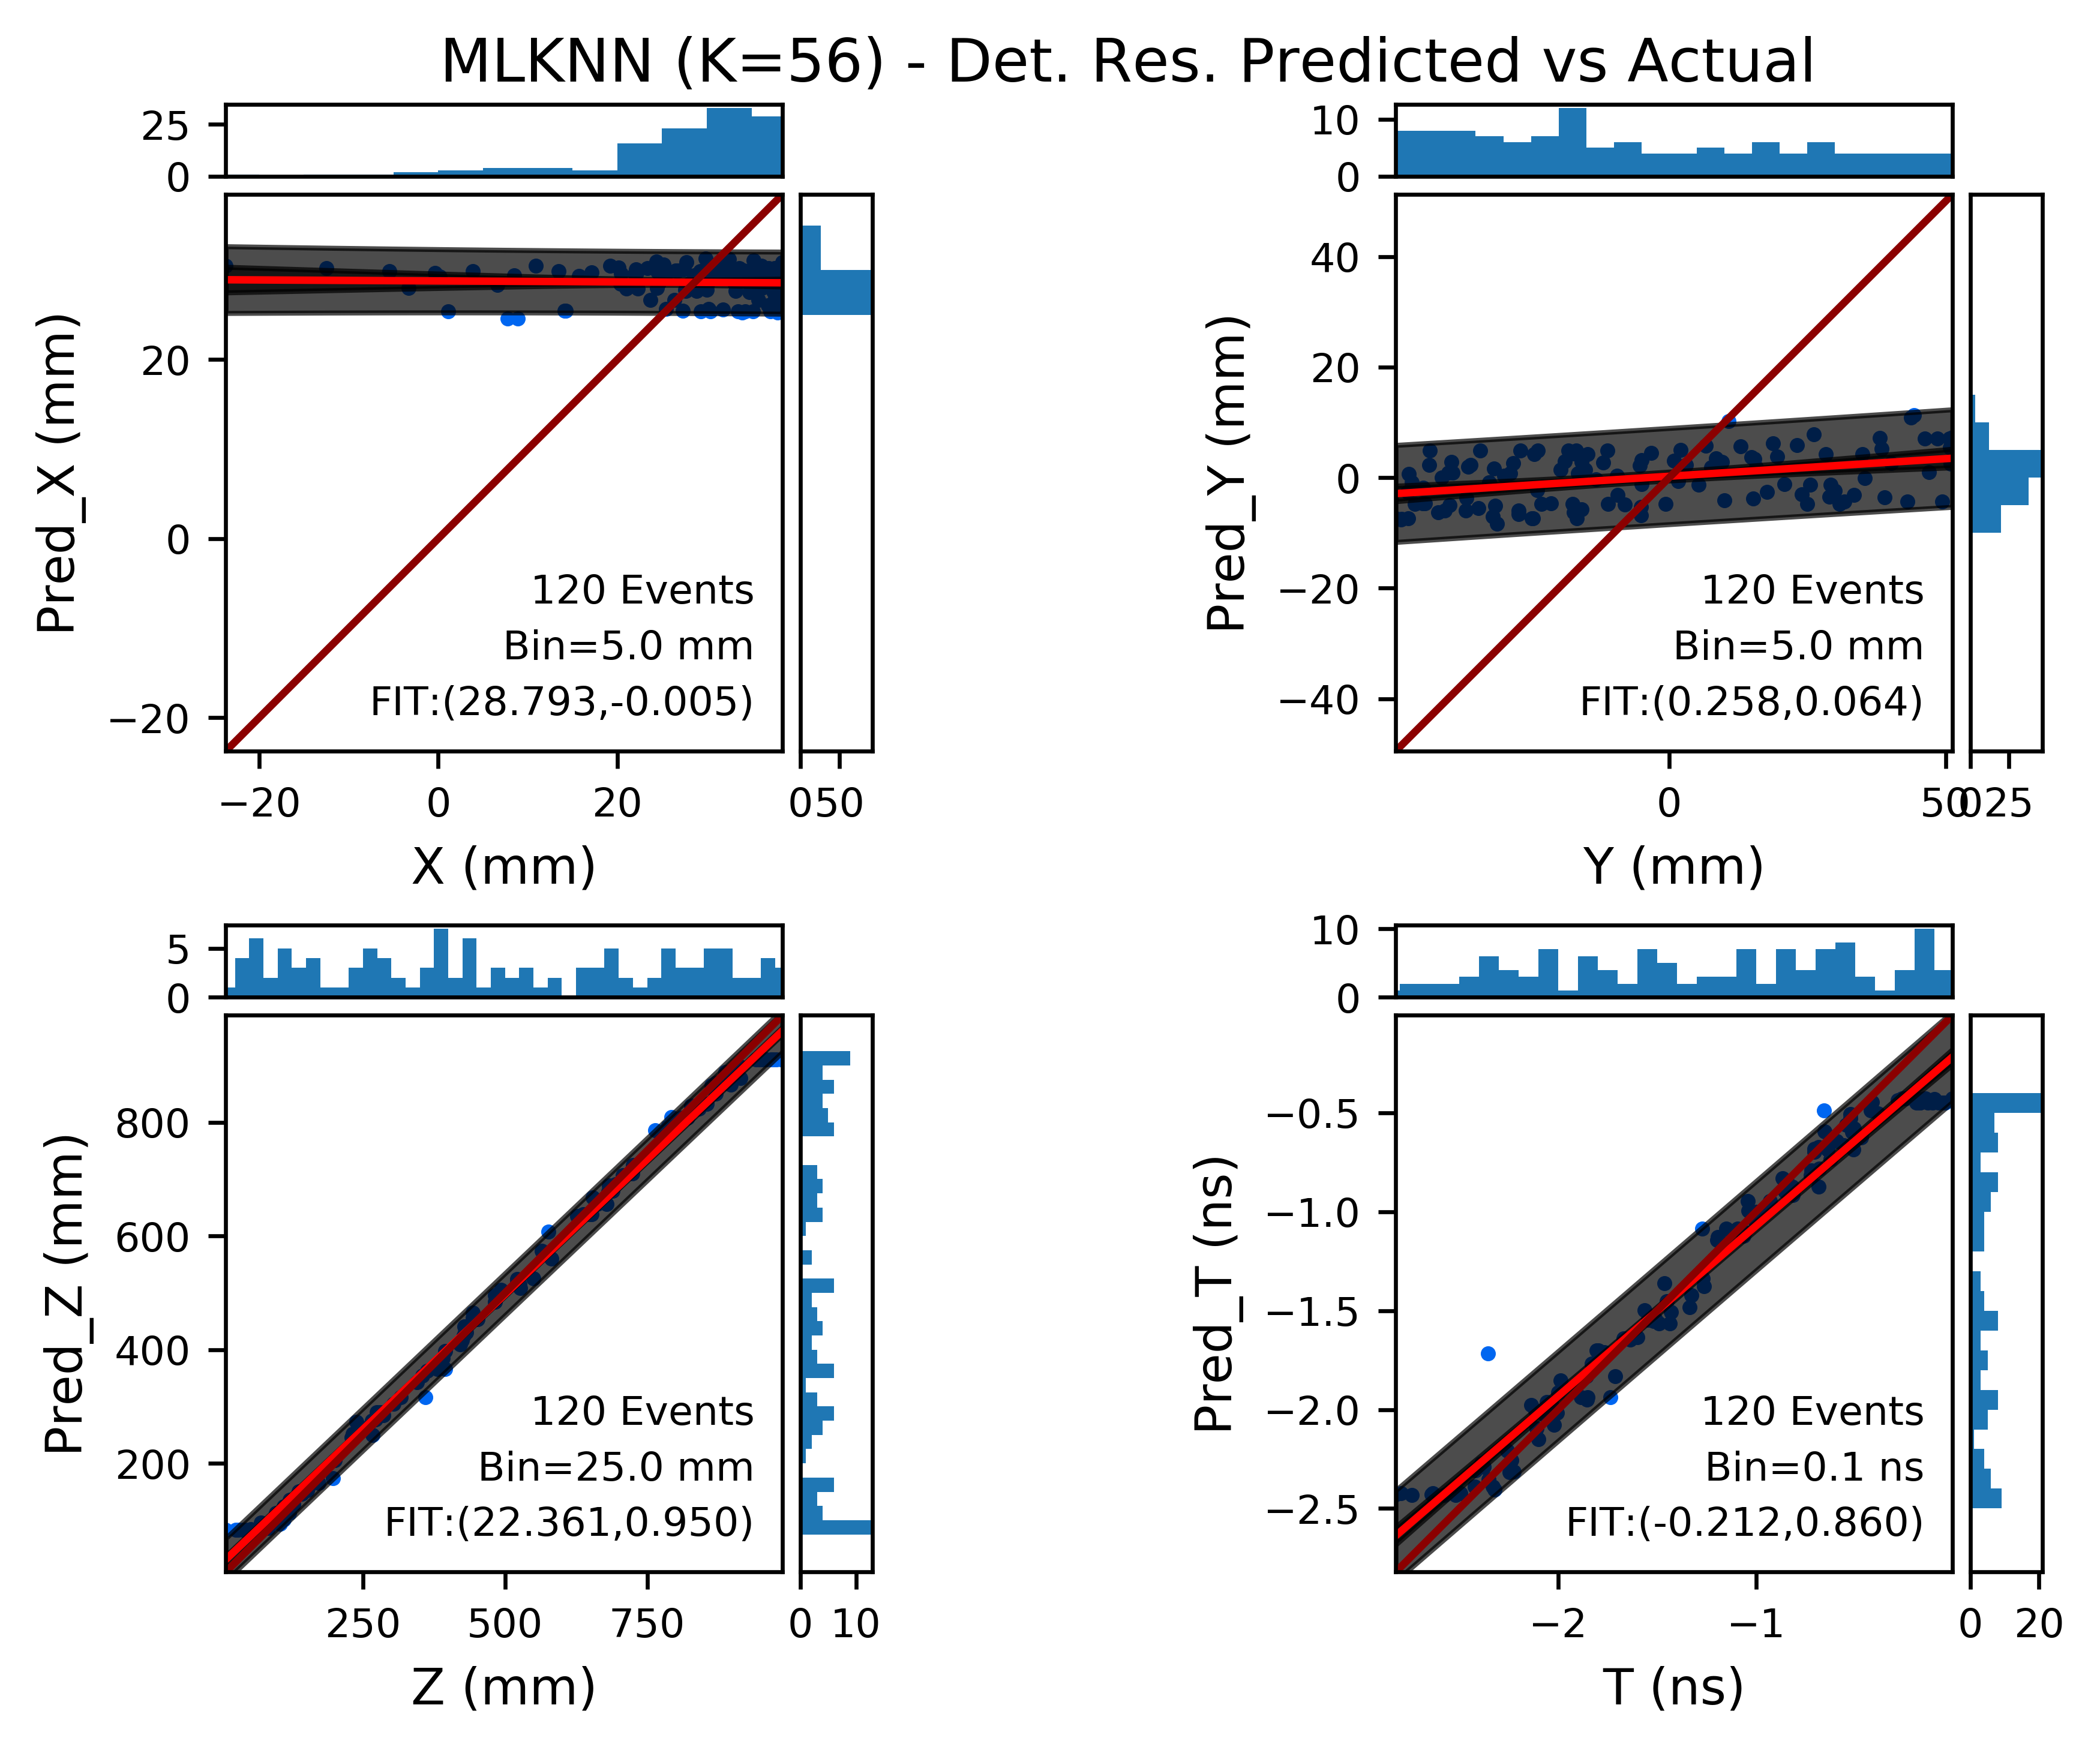 MLKNN (K=56) - Det. Res. Predicted vs Actual
25
0
20
0
−20
Pred_X (mm)
120 Events
Bin=5.0 mm
FIT:(28.793,-0.005)
−20 0 20
0 50
X (mm)
10
0
40
20
0
−20
−40
Pred_Y (mm)
120 Events
Bin=5.0 mm
FIT:(0.258,0.064)
0 50
0 25
Y (mm)
5
0
800
600
400
200
Pred_Z (mm)
120 Events
Bin=25.0 mm
FIT:(22.361,0.950)
250 500 750
0 10
Z (mm)
10
0
−0.5
−1.0
−1.5
−2.0
−2.5
Pred_T (ns)
120 Events
Bin=0.1 ns
FIT:(-0.212,0.860)
−2 −1
0 20
T (ns)